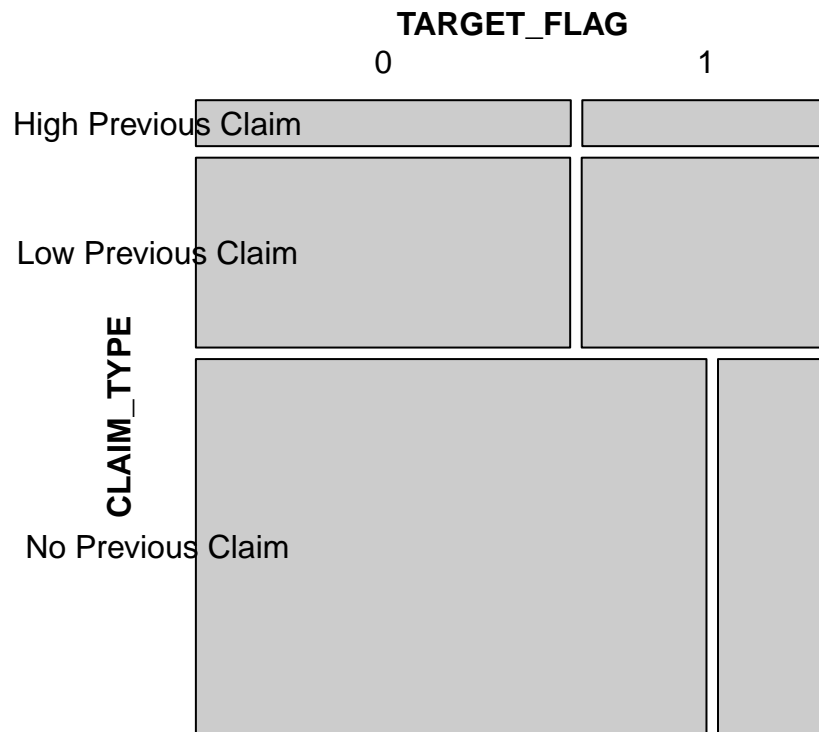 TARGET_FLAG
0 1
High Previous Claim
Low Previous Claim
CLAIM_TYPE
No Previous Claim